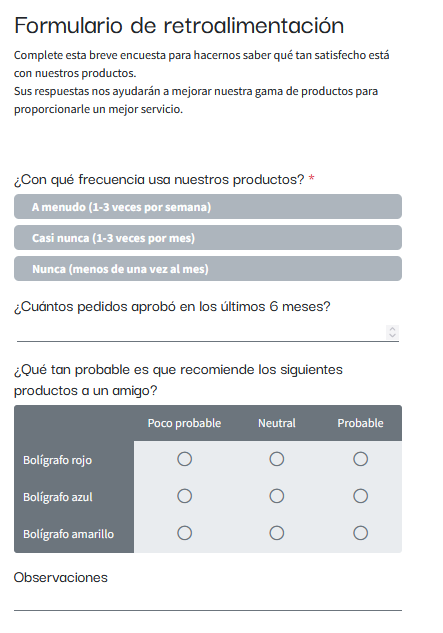 Formulario de retroalimentación
Complete esta breve encuesta para hacernos saber qué tan satisfecho está
con nuestros productos.
Sus respuestas nos ayudarán a mejorar nuestra gama de productos para
proporcionarle un mejor servicio.
¿Con qué frecuencia usa nuestros productos? *
A menudo (1-3 veces por semana)
Casi nunca (1-3 veces por mes)
Nunca (menos de una vez al mes)
¿Cuántos pedidos aprobó en los últimos 6 meses?
¿Qué tan probable es que recomiende los siguientes
productos a un amigo?
Poco probable Neutral Probable
Bolígrafo rojo
Bolígrafo azul
Bolígrafo amarillo
Observaciones